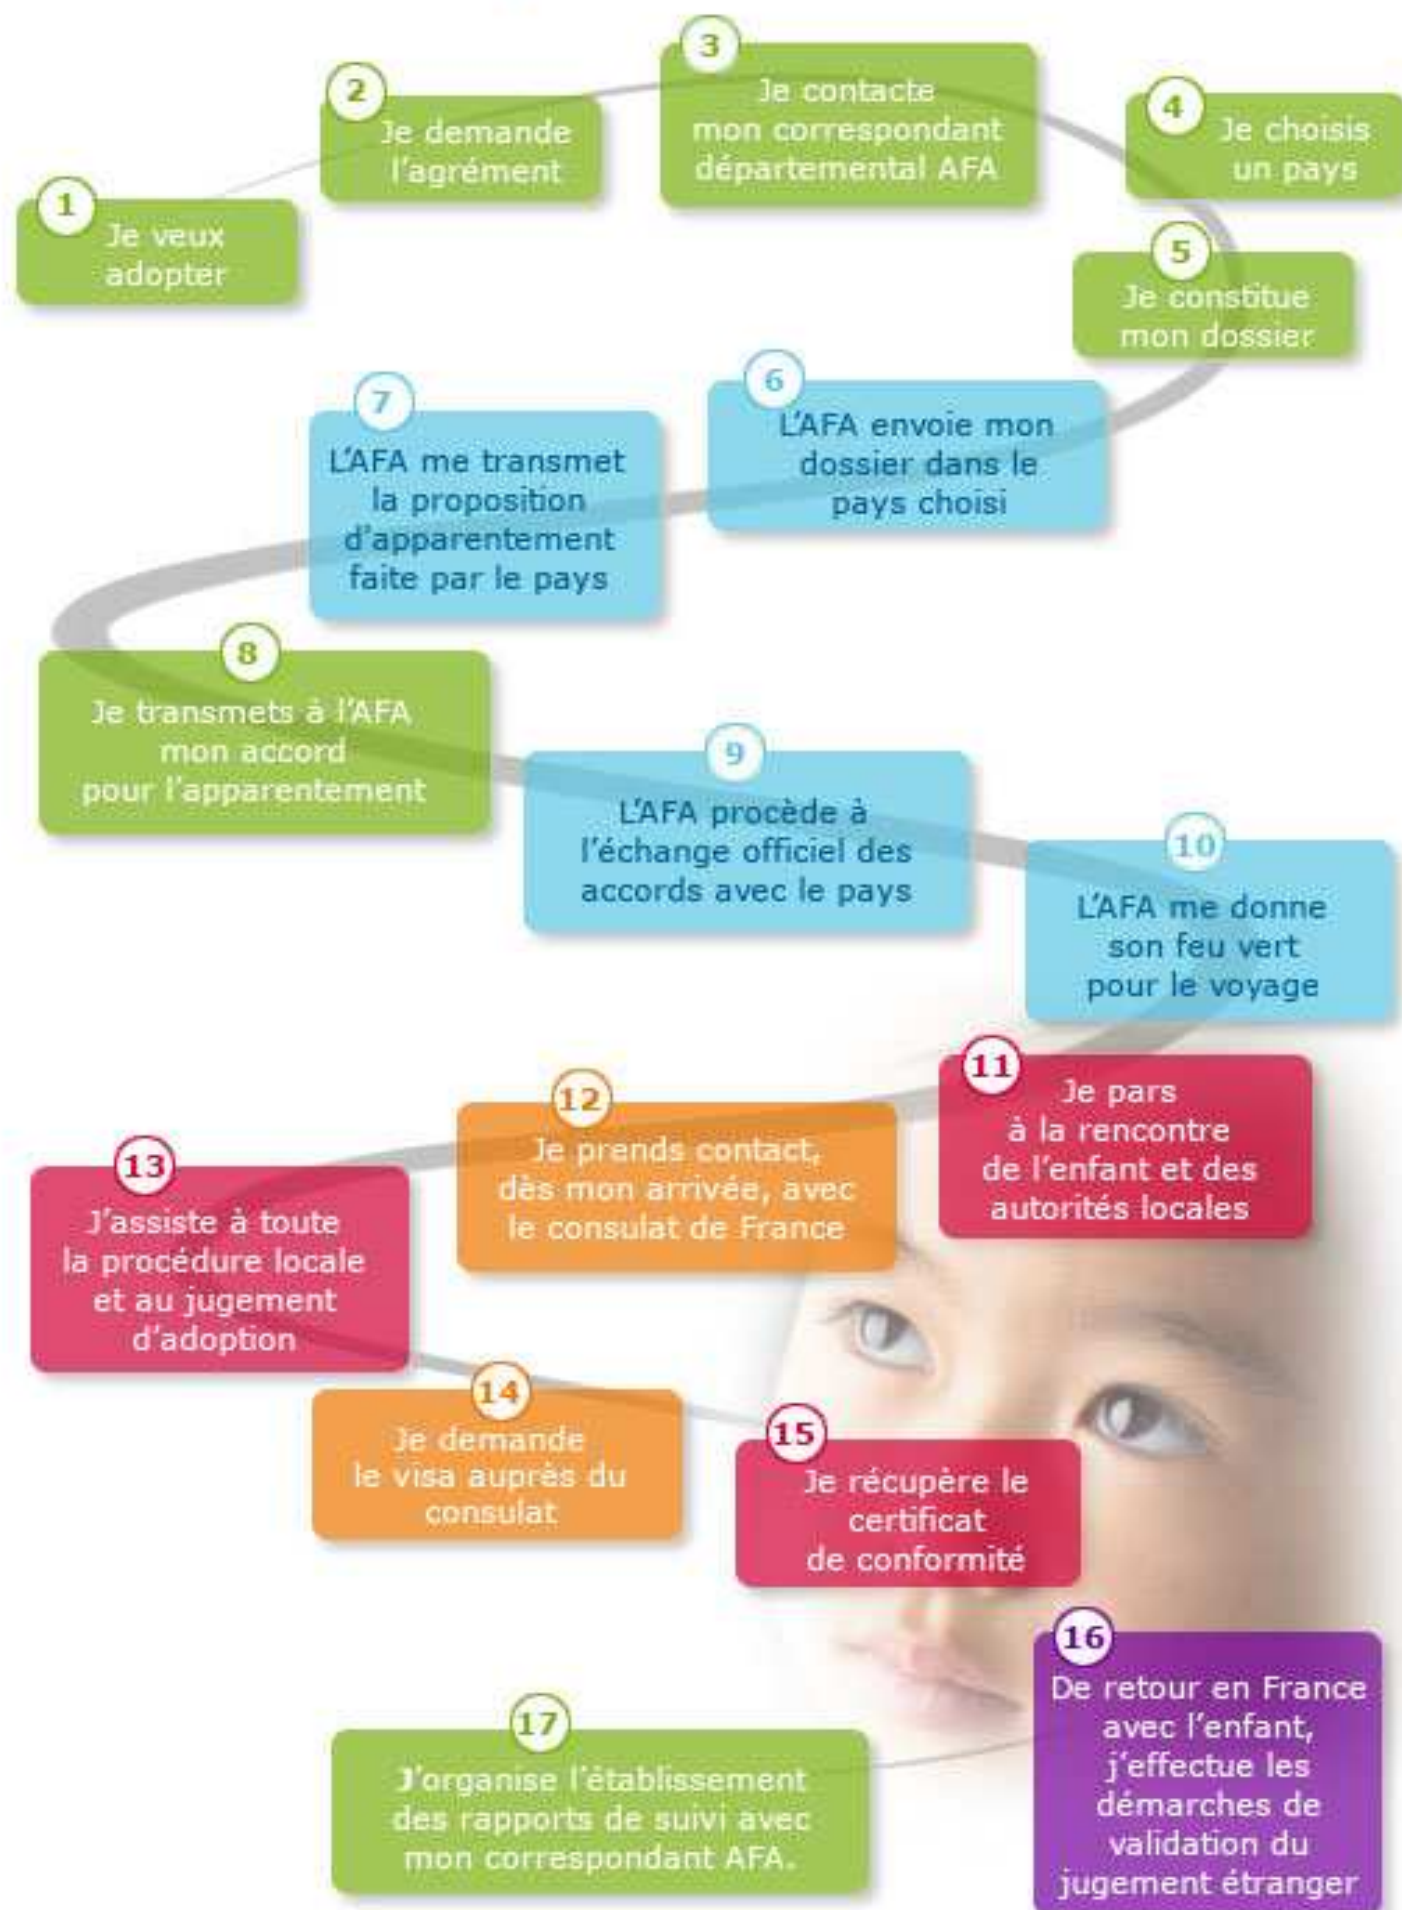 1
Je veux
adopter
2
Je demande
l'agrément
3
Je contacte
mon correspondant
départemental AFA
4
Je choisis
un pays
5
Je constitue
mon dossier
6
L'AFA envoie mon
dossier dans le
pays choisi
7
L'AFA me transmet
la proposition
d'apparentement
faite par le pays
8
Je transmets à l'AFA
mon accord
pour l'apparentement
9
L'AFA procède à
l'échange officiel des
accords avec le pays
10
L'AFA me donne
son feu vert
pour le voyage
11
Je pars
à la rencontre
de l'enfant et des
autorités locales
12
Je prends contact,
dès mon arrivée, avec
le consulat de France
13
J'assiste à toute
la procédure locale
et au jugement
d'adoption
14
Je demande
le visa auprès du
consulat
15
Je récupère le
certificat
de conformité
16
De retour en France
avec l'enfant,
j'effectue les
démarches de
validation du
jugement étranger
17
J'organise l'établissement
des rapports de suivi avec
mon correspondant AFA.